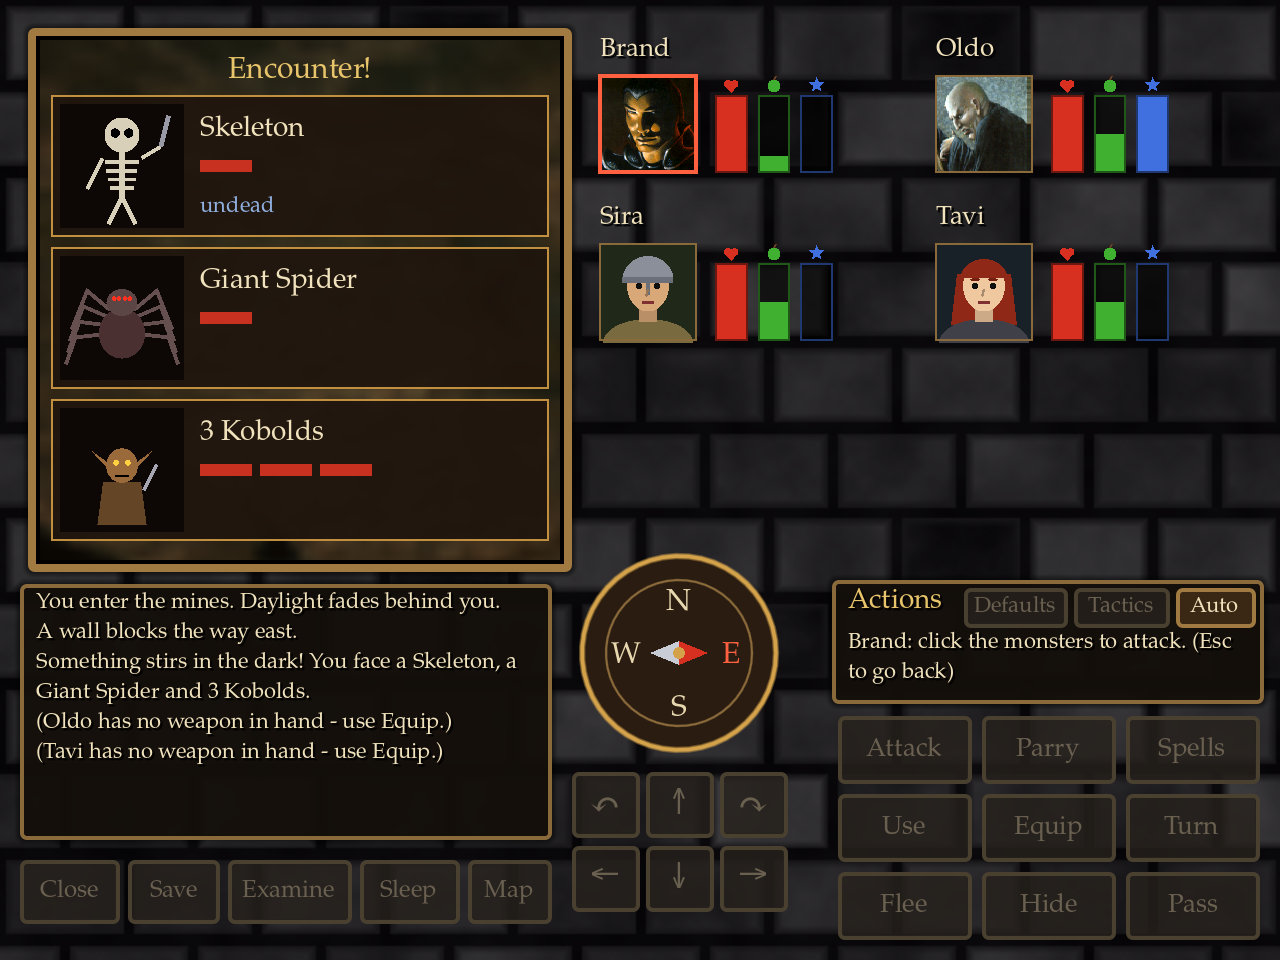 Encounter!
Skeleton
undead
Giant Spider
3 Kobolds
Brand
Oldo
Sira
Tavi
You enter the mines. Daylight fades behind you.
A wall blocks the way east.
Something stirs in the dark! You face a Skeleton, a
Giant Spider and 3 Kobolds.
(Oldo has no weapon in hand - use Equip.)
(Tavi has no weapon in hand - use Equip.)
N
W E
S
Actions Defaults Tactics Auto
Brand: click the monsters to attack. (Esc
to go back)
Attack Parry Spells
Use Equip Turn
Flee Hide Pass
Close Save Examine Sleep Map